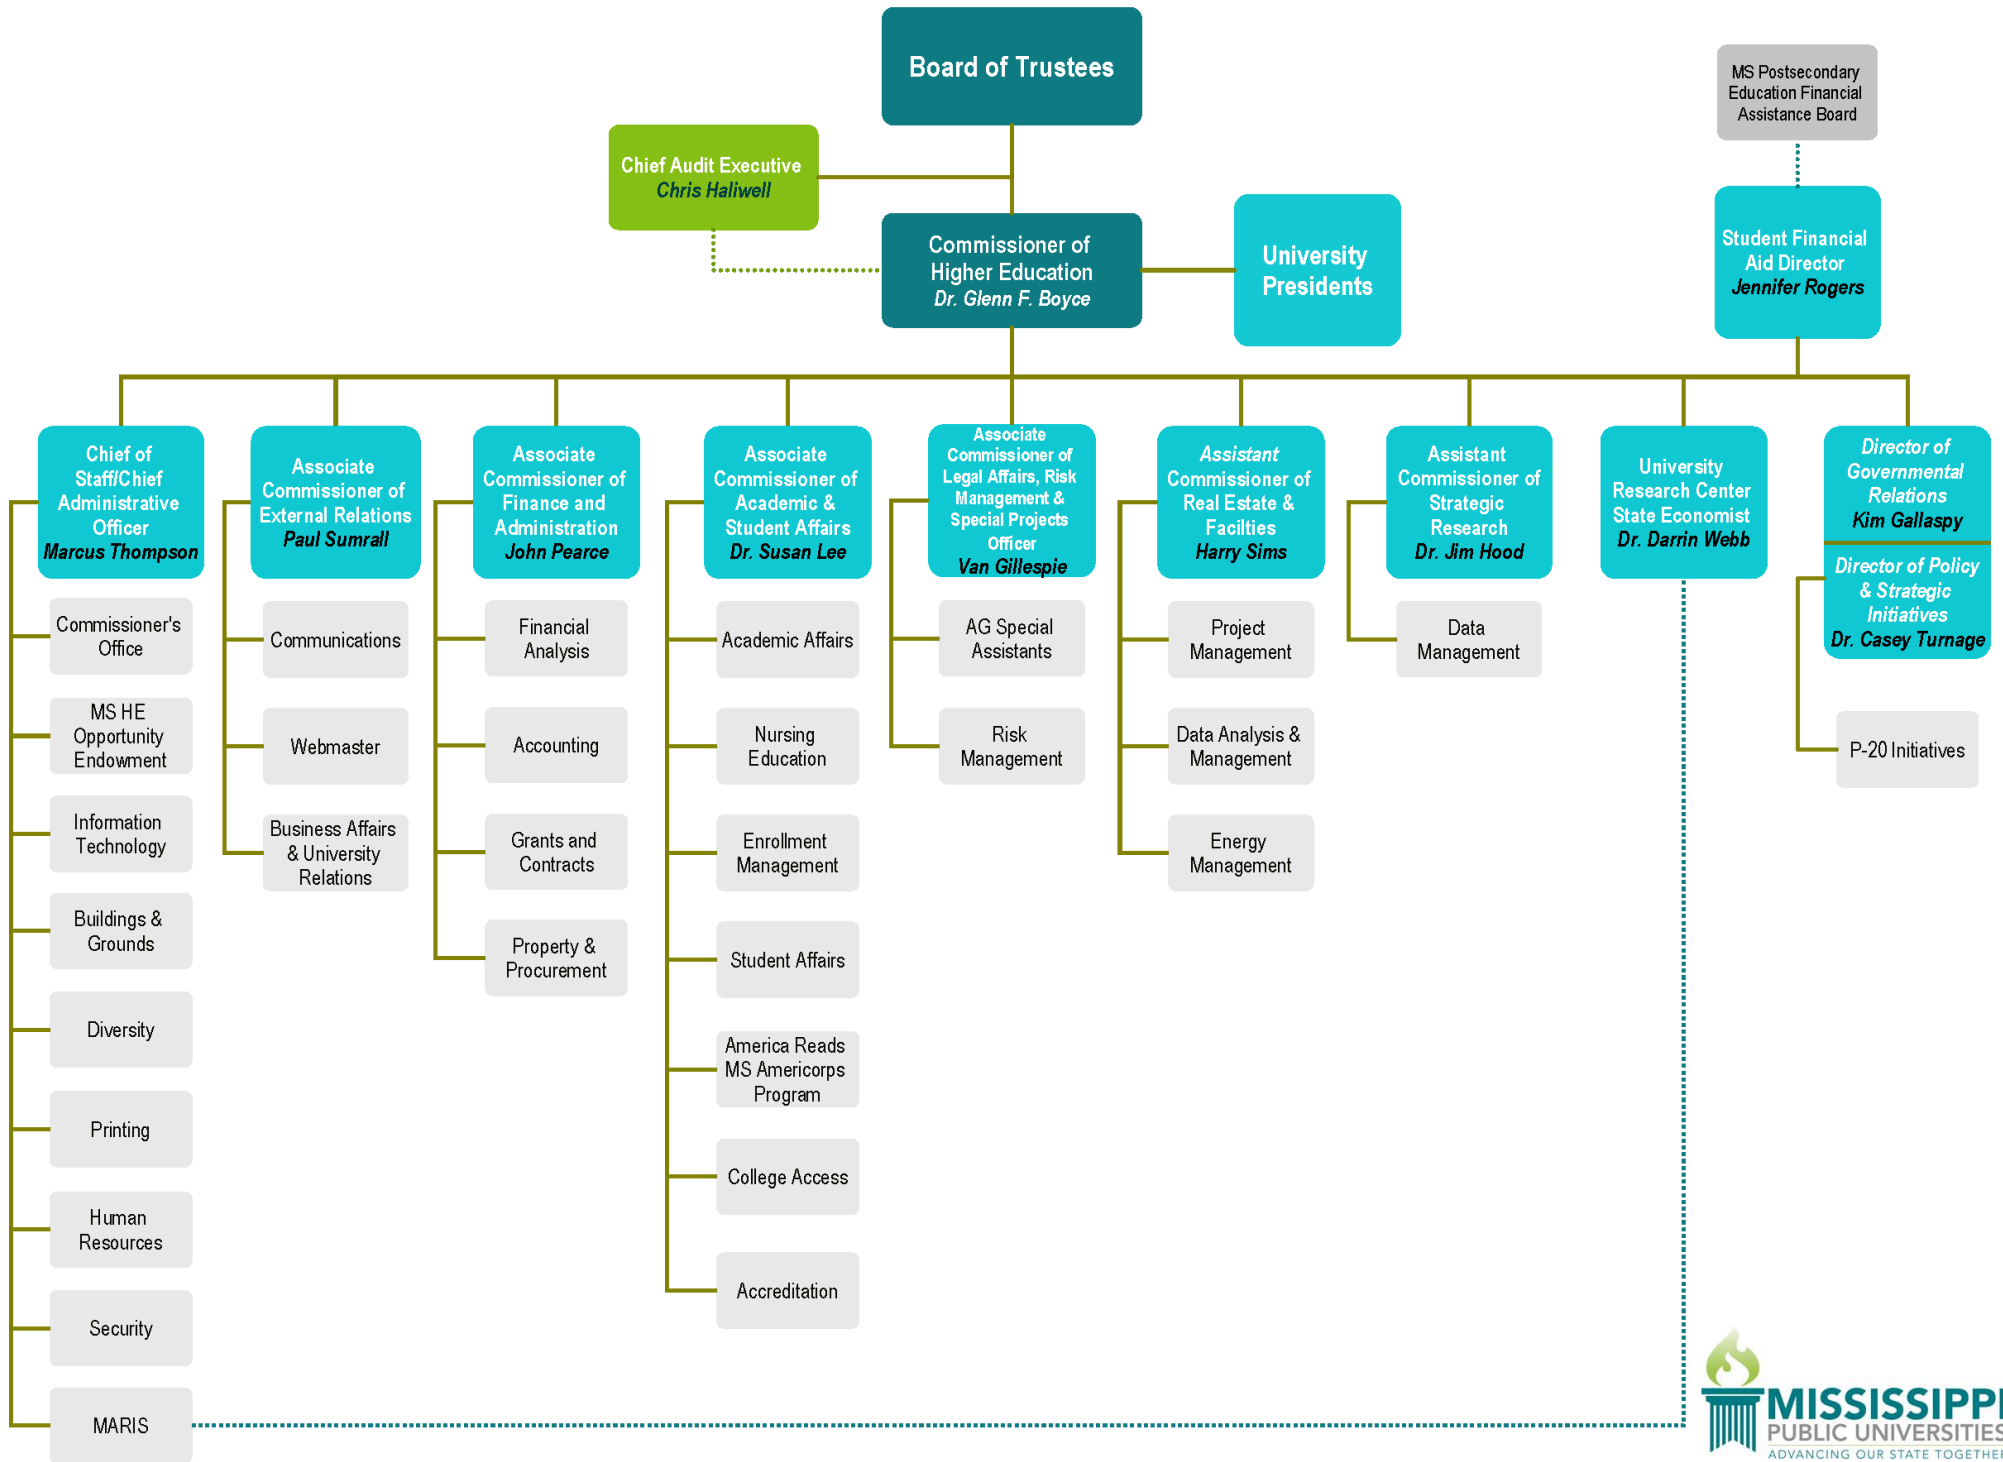 Board of Trustees
MS Postsecondary
Education Financial
Assistance Board
Chief Audit Executive
Chris Haliwell
Commissioner of
Higher Education
Dr. Glenn F. Boyce
University
Presidents
Student Financial
Aid Director
Jennifer Rogers
Chief of
Staff/Chief
Administrative
Officer
Marcus Thompson
Associate
Commissioner of
External Relations
Paul Sumrall
Associate
Commissioner of
Finance and
Administration
John Pearce
Associate
Commissioner of
Academic &
Student Affairs
Dr. Susan Lee
Associate
Commissioner of
Legal Affairs, Risk
Management &
Special Projects
Officer
Van Gillespie
Assistant
Commissioner of
Real Estate &
Facilties
Harry Sims
Assistant
Commissioner of
Strategic
Research
Dr. Jim Hood
University
Research Center
State Economist
Dr. Darrin Webb
Director of
Governmental
Relations
Kim Gallaspy
Director of Policy
& Strategic
Initiatives
Dr. Casey Turnage
Commissioner's
Office
MS HE
Opportunity
Endowment
Information
Technology
Buildings &
Grounds
Diversity
Printing
Human
Resources
Security
MARIS
Communications
Webmaster
Business Affairs
& University
Relations
Financial
Analysis
Accounting
Grants and
Contracts
Property &
Procurement
Academic Affairs
Nursing
Education
Enrollment
Management
Student Affairs
America Reads
MS Americorps
Program
College Access
Accreditation
AG Special
Assistants
Risk
Management
Project
Management
Data Analysis &
Management
Energy
Management
Data
Management
P-20 Initiatives
MISSISSIPPI
PUBLIC UNIVERSITIES
ADVANCING OUR STATE TOGETHER